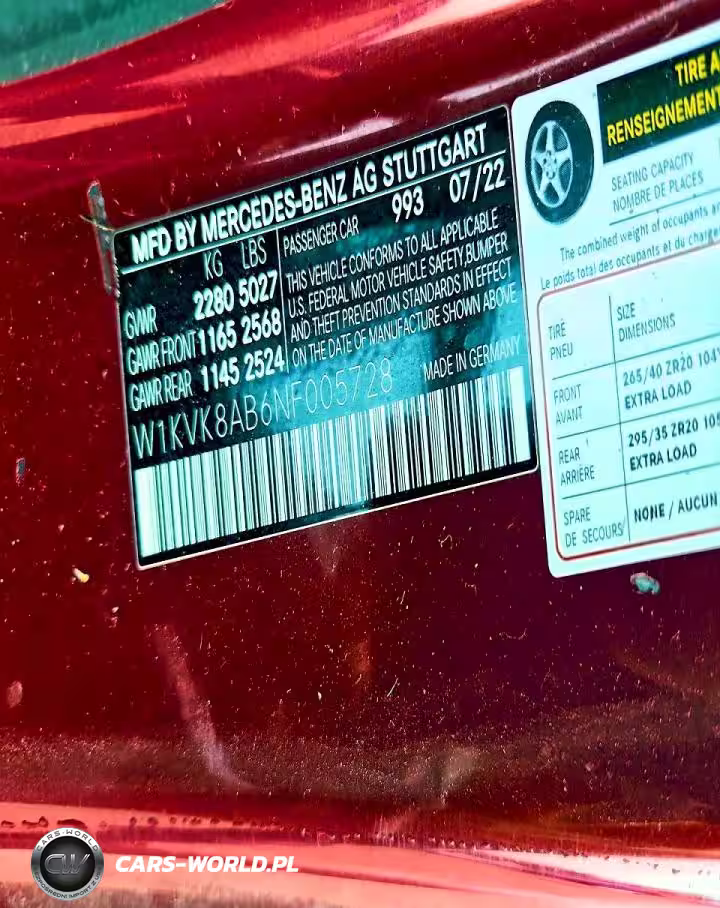 MFD BY MERCEDES-BENZ AG STUTTGART
KG LBS
GVWR 2280 5027
GAWR FRONT 1165 2568
GAWR REAR 1145 2524
PASSENGER CAR 993 07/22
THIS VEHICLE CONFORMS TO ALL APPLICABLE
U.S. FEDERAL MOTOR VEHICLE SAFETY,BUMPER
AND THEFT PREVENTION STANDARDS IN EFFECT
ON THE DATE OF MANUFACTURE SHOWN ABOVE
W1KVK8AB6NF005728 MADE IN GERMANY
TIRE A
RENSEIGNEMENT
SEATING CAPACITY
NOMBRE DE PLACES
The combined weight of occupants a
Le poids total des occupants et du charge
TIRE
PNEU
SIZE
DIMENSIONS
FRONT
AVANT
265/40 ZR20 104Y
EXTRA LOAD
REAR
ARRIÈRE
295/35 ZR20 105
EXTRA LOAD
SPARE
DE SECOURS
NONE / AUCUN
CARS-WORLD
CW
CARS-WORLD.PL